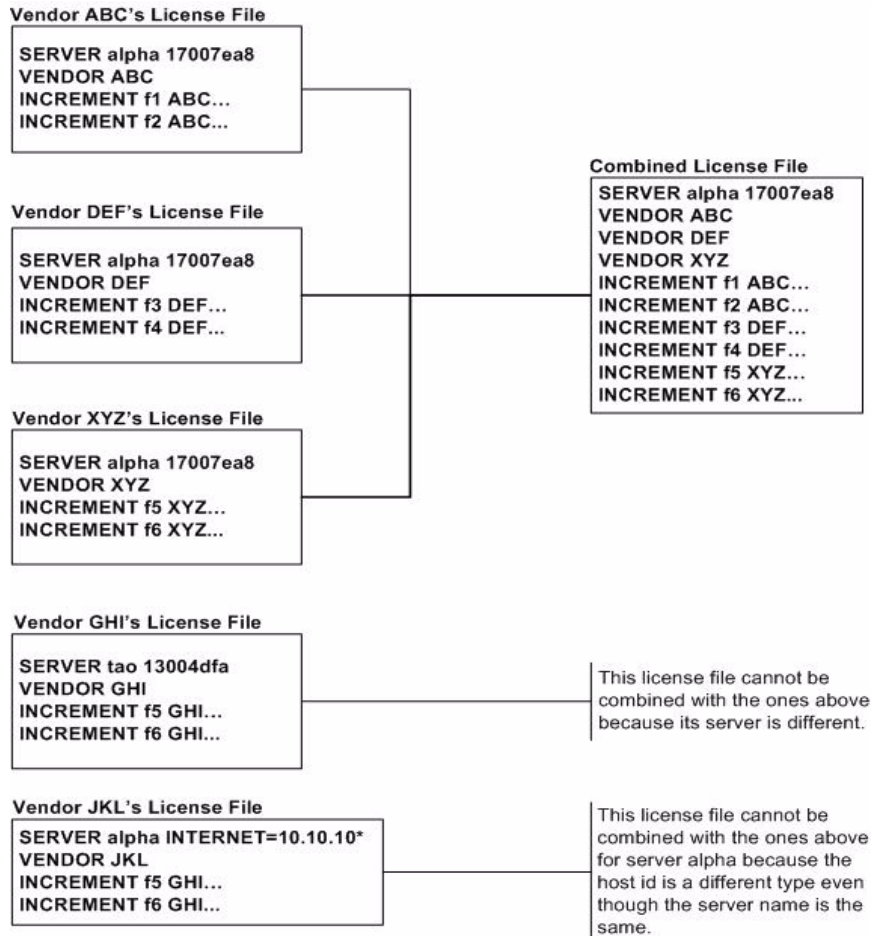 Vendor ABC's License File
SERVER alpha 17007ea8
VENDOR ABC
INCREMENT f1 ABC...
INCREMENT f2 ABC...
Vendor DEF's License File
SERVER alpha 17007ea8
VENDOR DEF
INCREMENT f3 DEF...
INCREMENT f4 DEF...
Vendor XYZ's License File
SERVER alpha 17007ea8
VENDOR XYZ
INCREMENT f5 XYZ...
INCREMENT f6 XYZ...
Combined License File
SERVER alpha 17007ea8
VENDOR ABC
VENDOR DEF
VENDOR XYZ
INCREMENT f1 ABC...
INCREMENT f2 ABC...
INCREMENT f3 DEF...
INCREMENT f4 DEF...
INCREMENT f5 XYZ...
INCREMENT f6 XYZ...
Vendor GHI's License File
SERVER tao 13004dfa
VENDOR GHI
INCREMENT f5 GHI...
INCREMENT f6 GHI...
This license file cannot be
combined with the ones above
because its server is different.
Vendor JKL's License File
SERVER alpha INTERNET=10.10.10*
VENDOR JKL
INCREMENT f5 GHI...
INCREMENT f6 GHI...
This license file cannot be
combined with the ones above
for server alpha because the
host id is a different type even
though the server name is the
same.